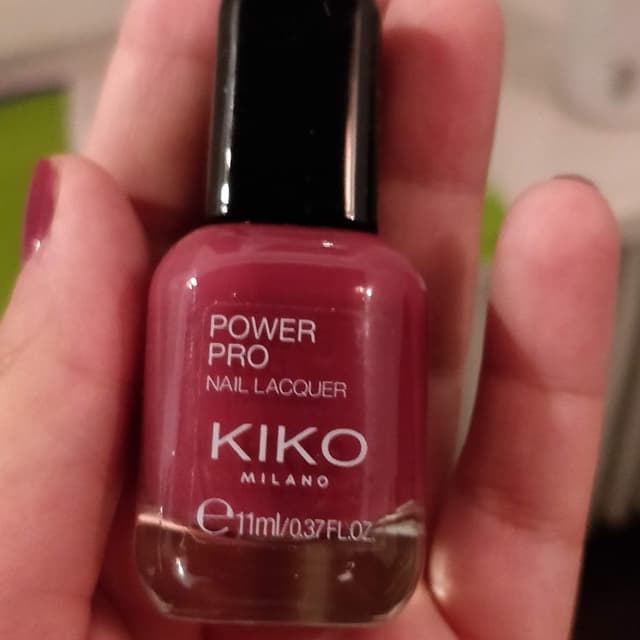 POWER
PRO
NAIL LACQUER
KIKO
MILANO
℮11ml/0.37FL.OZ.